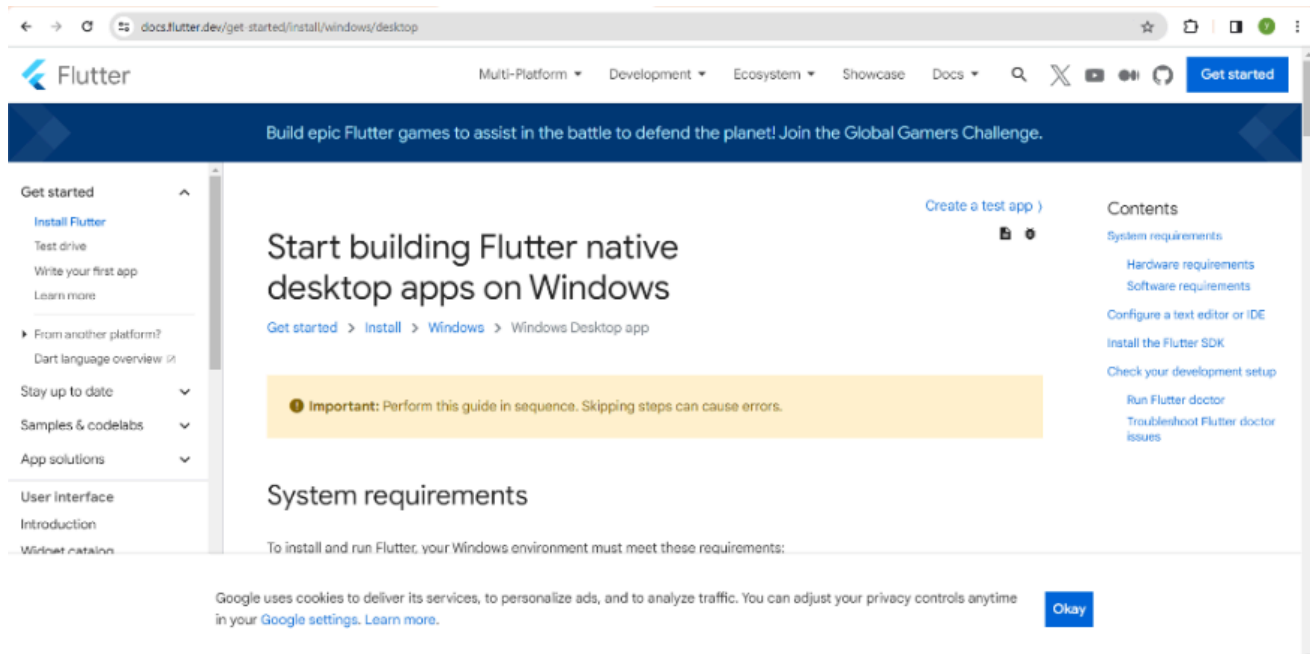 docs.flutter.dev/get-started/install/windows/desktop
Y
Flutter
Multi-Platform
Development
Ecosystem
Showcase
Docs
Get started
Build epic Flutter games to assist in the battle to defend the planet! Join the Global Gamers Challenge.
Get started
Install Flutter
Test drive
Write your first app
Learn more
From another platform?
Dart language overview
Stay up to date
Samples & codelabs
App solutions
User interface
Introduction
Widget catalog
Create a test app
Start building Flutter native
desktop apps on Windows
Get started > Install > Windows > Windows Desktop app
Important: Perform this guide in sequence. Skipping steps can cause errors.
System requirements
To install and run Flutter, your Windows environment must meet these requirements:
Contents
System requirements
Hardware requirements
Software requirements
Configure a text editor or IDE
Install the Flutter SDK
Check your development setup
Run Flutter doctor
Troubleshoot Flutter doctor
issues
Google uses cookies to deliver its services, to personalize ads, and to analyze traffic. You can adjust your privacy controls anytime
in your Google settings. Learn more.
Okay